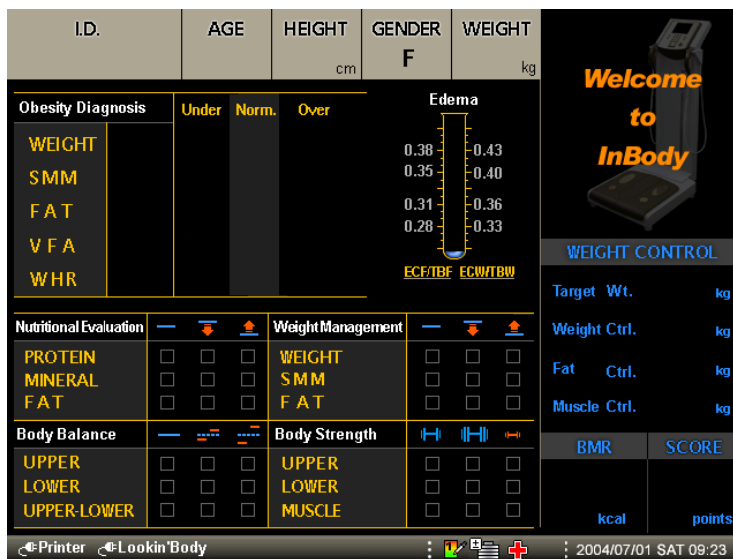 I.D. AGE HEIGHT GENDER WEIGHT
cm F kg
Welcome
to
InBody
Obesity Diagnosis Under Norm. Over
WEIGHT
SMM
FAT
VFA
WHR
Edema
0.38 0.43
0.35 0.40
0.31 0.36
0.28 0.33
ECF/TBF ECW/TBW
WEIGHT CONTROL
Target Wt. kg
Weight Ctrl. kg
Fat Ctrl. kg
Muscle Ctrl. kg
Nutritional Evaluation
PROTEIN
MINERAL
FAT
Weight Management
WEIGHT
SMM
FAT
Body Balance
UPPER
LOWER
UPPER-LOWER
Body Strength
UPPER
LOWER
MUSCLE
BMR SCORE
kcal points
Printer Lookin'Body 2004/07/01 SAT 09:23